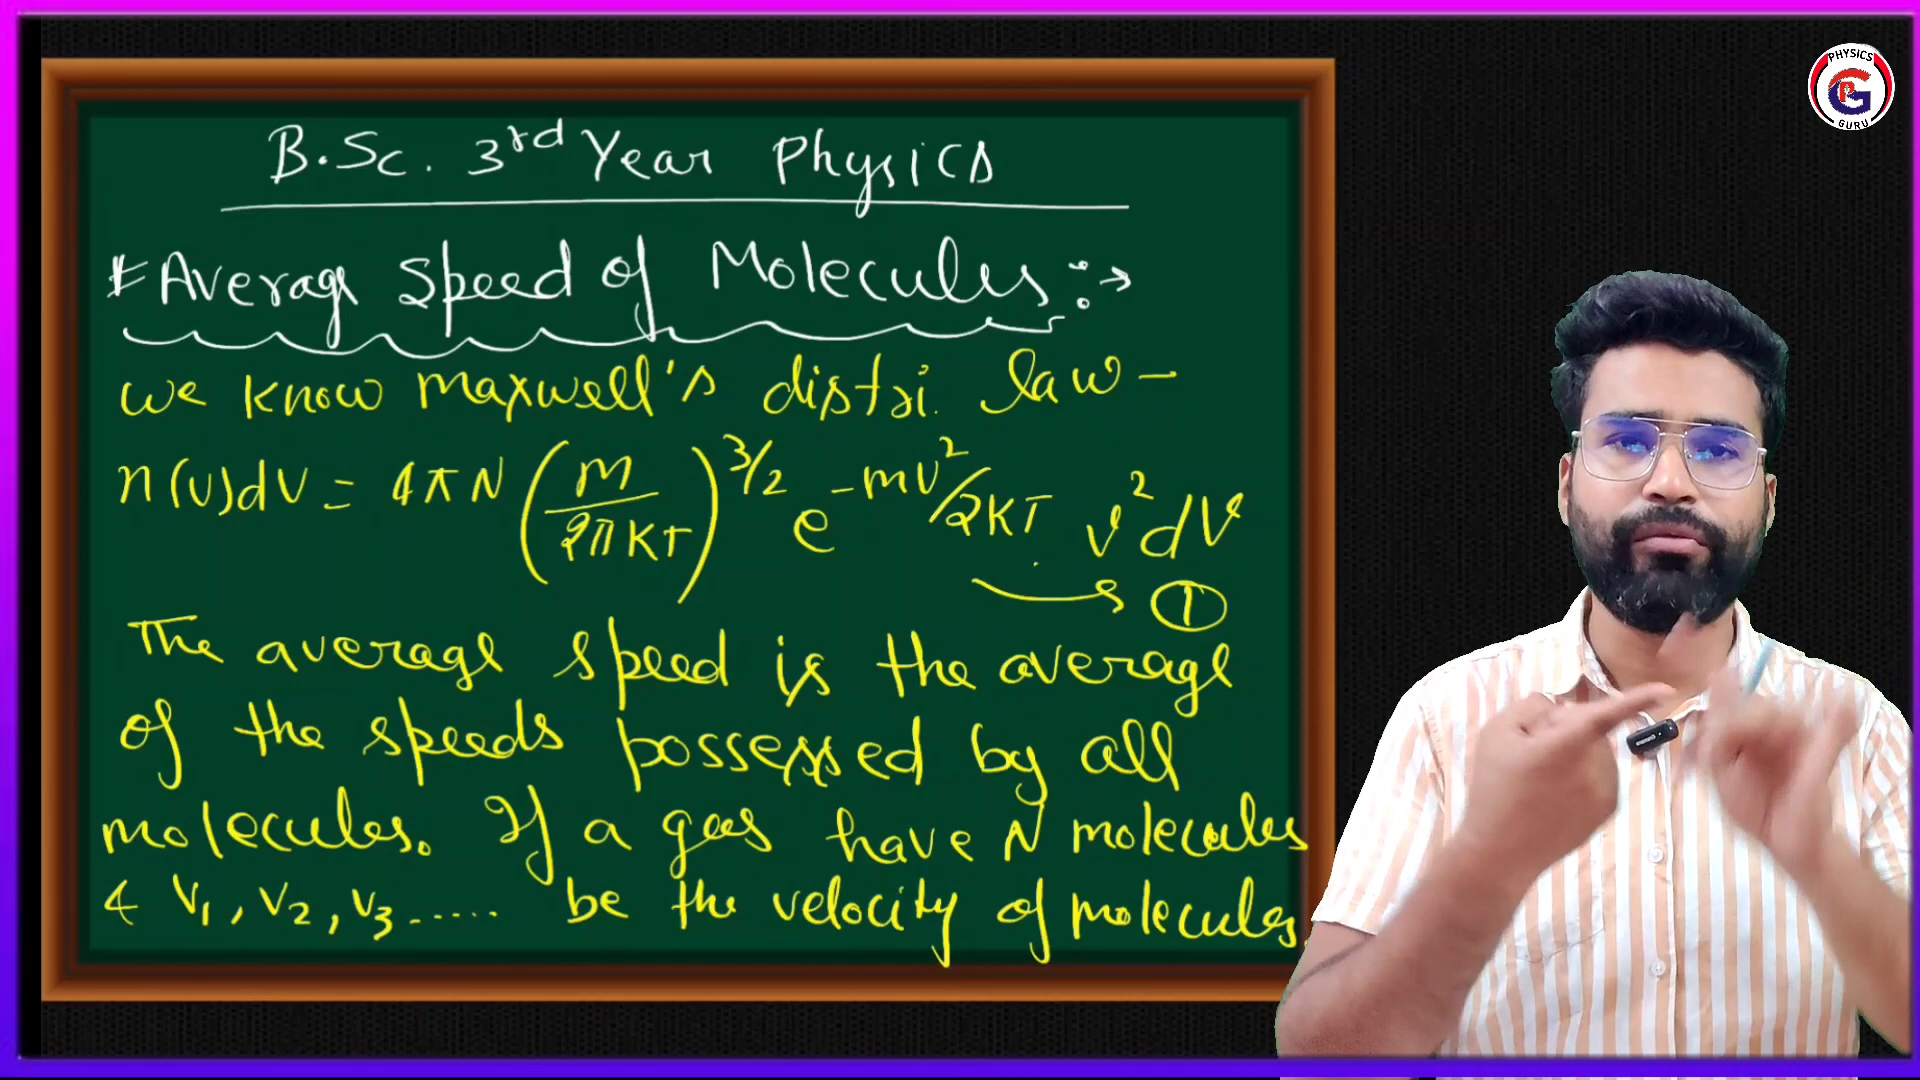 B.Sc. 3rd Year Physics
* Average Speed of Molecules :→
we know maxwell's distri. law -
n(v)dv = 4πN (m/2πKT)^3/2 e^-mv²/2KT v²dv
→ ①
The average speed is the average
of the speeds possessed by all
molecules. If a gas have N molecules
& v₁, v₂, v₃ ..... be the velocity of molecules.
PHYSICS
PG
GURU